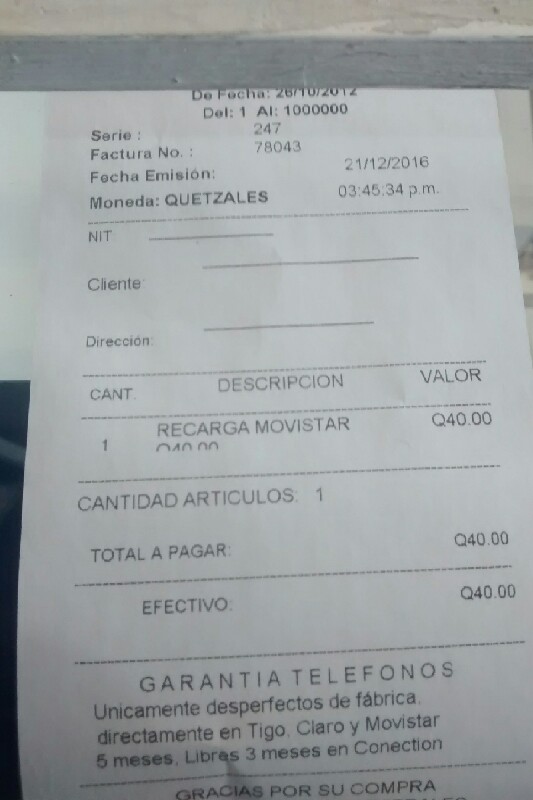 De Fecha: 26/10/2012
Del: 1 Al: 1000000
Serie : 247
Factura No. : 78043
Fecha Emisión: 21/12/2016
Moneda: QUETZALES 03:45:34 p.m.
NIT:
Cliente:
Dirección:
CANT. DESCRIPCION VALOR
1 RECARGA MOVISTAR Q40.00
Q40.00
CANTIDAD ARTICULOS: 1
TOTAL A PAGAR: Q40.00
EFECTIVO: Q40.00
GARANTIA TELEFONOS
Unicamente desperfectos de fábrica,
directamente en Tigo, Claro y Movistar
5 meses, Libres 3 meses en Conection
GRACIAS POR SU COMPRA